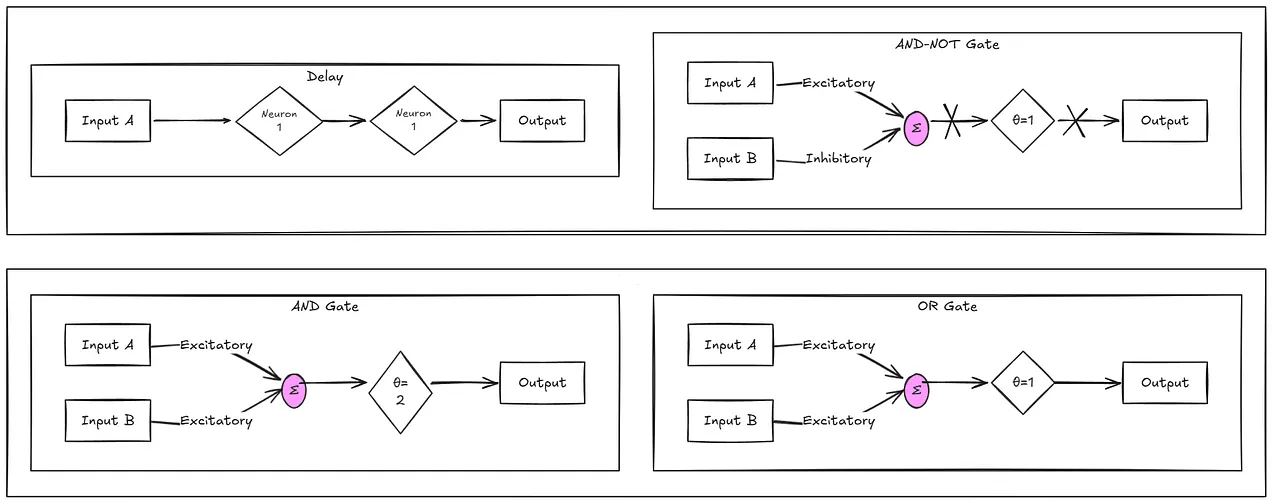 Delay
Input A
Neuron
1
Neuron
1
Output
AND-NOT Gate
Input A
Excitatory
Input B
Inhibitory
Σ
θ=1
Output
AND Gate
Input A
Excitatory
Input B
Excitatory
Σ
θ=
2
Output
OR Gate
Input A
Excitatory
Input B
Excitatory
Σ
θ=1
Output